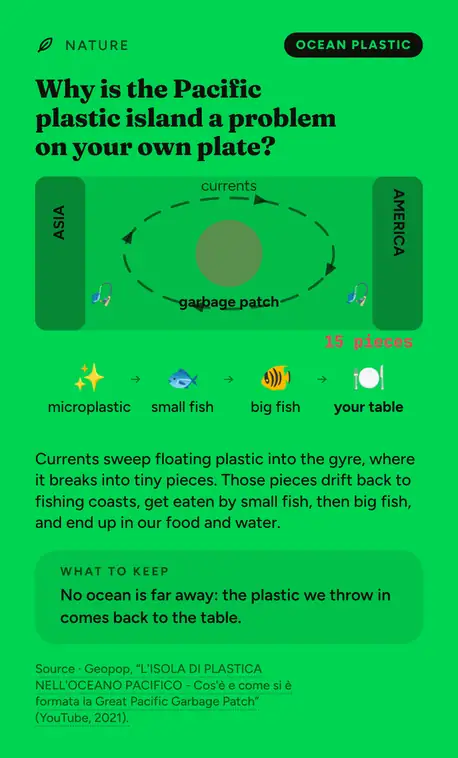 NATURE
OCEAN PLASTIC
Why is the Pacific
plastic island a problem
on your own plate?
currents
ASIA
AMERICA
garbage patch
15 pieces
microplastic
small fish
big fish
your table
Currents sweep floating plastic into the gyre, where
it breaks into tiny pieces. Those pieces drift back to
fishing coasts, get eaten by small fish, then big fish,
and end up in our food and water.
WHAT TO KEEP
No ocean is far away: the plastic we throw in
comes back to the table.
Source · Geopop, "L'ISOLA DI PLASTICA
NELL'OCEANO PACIFICO - Cos'é e come si è
formata la Great Pacific Garbage Patch"
(YouTube, 2021).